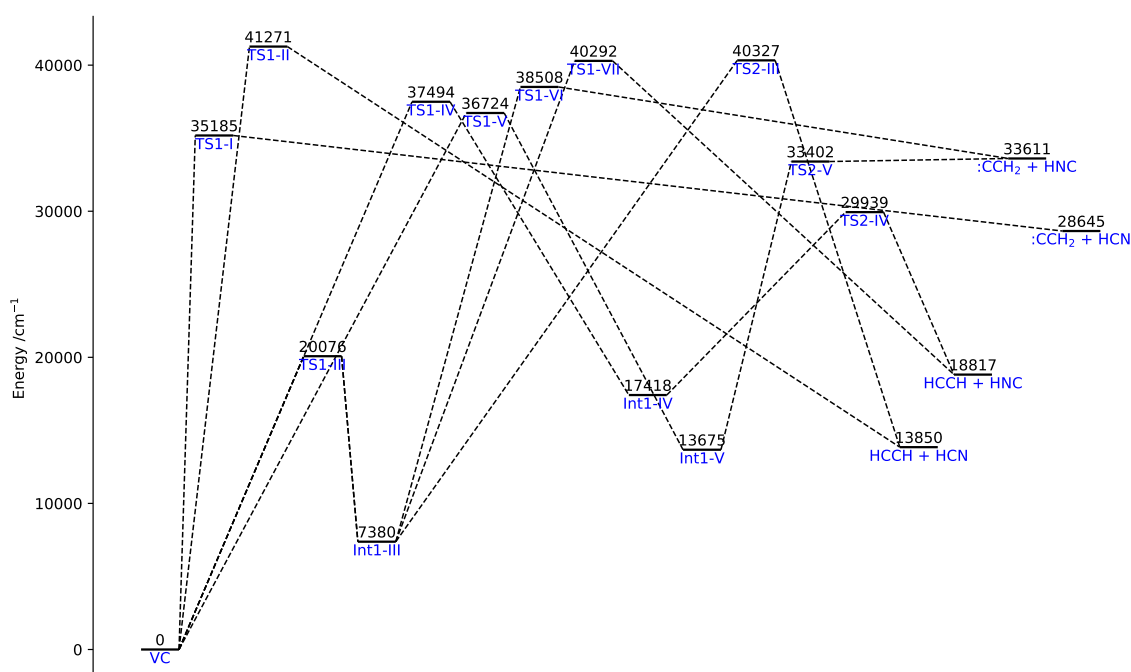 41271
TS1-II
40292
TS1-VII
40327
TS2-III
40000
38508
TS1-VI
37494
TS1-IV
36724
TS1-V
35185
TS1-I
33402
TS2-V
33611
:CCH₂ + HNC
30000
29939
TS2-IV
28645
:CCH₂ + HCN
Energy /cm⁻¹
20000
20076
TS1-III
18817
HCCH + HNC
17418
Int1-IV
13675
Int1-V
13850
HCCH + HCN
10000
7380
Int1-III
0
0
VC